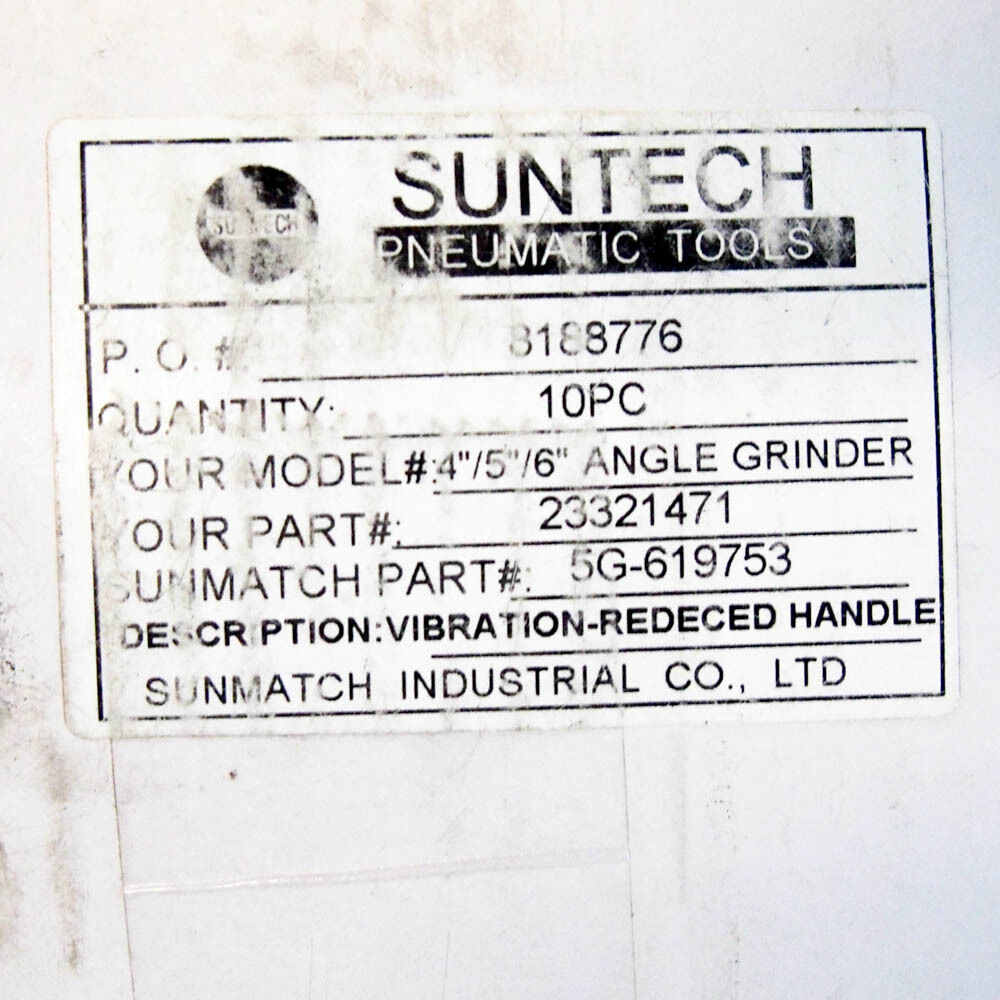 SUNTECH
SUNTECH
PNEUMATIC TOOLS
P. O. #: 8188776
QUANTITY: 10PC
YOUR MODEL#:4"/5"/6" ANGLE GRINDER
YOUR PART#: 23321471
SUNMATCH PART#: 5G-619753
DESCRIPTION:VIBRATION-REDECED HANDLE
SUNMATCH INDUSTRIAL CO., LTD